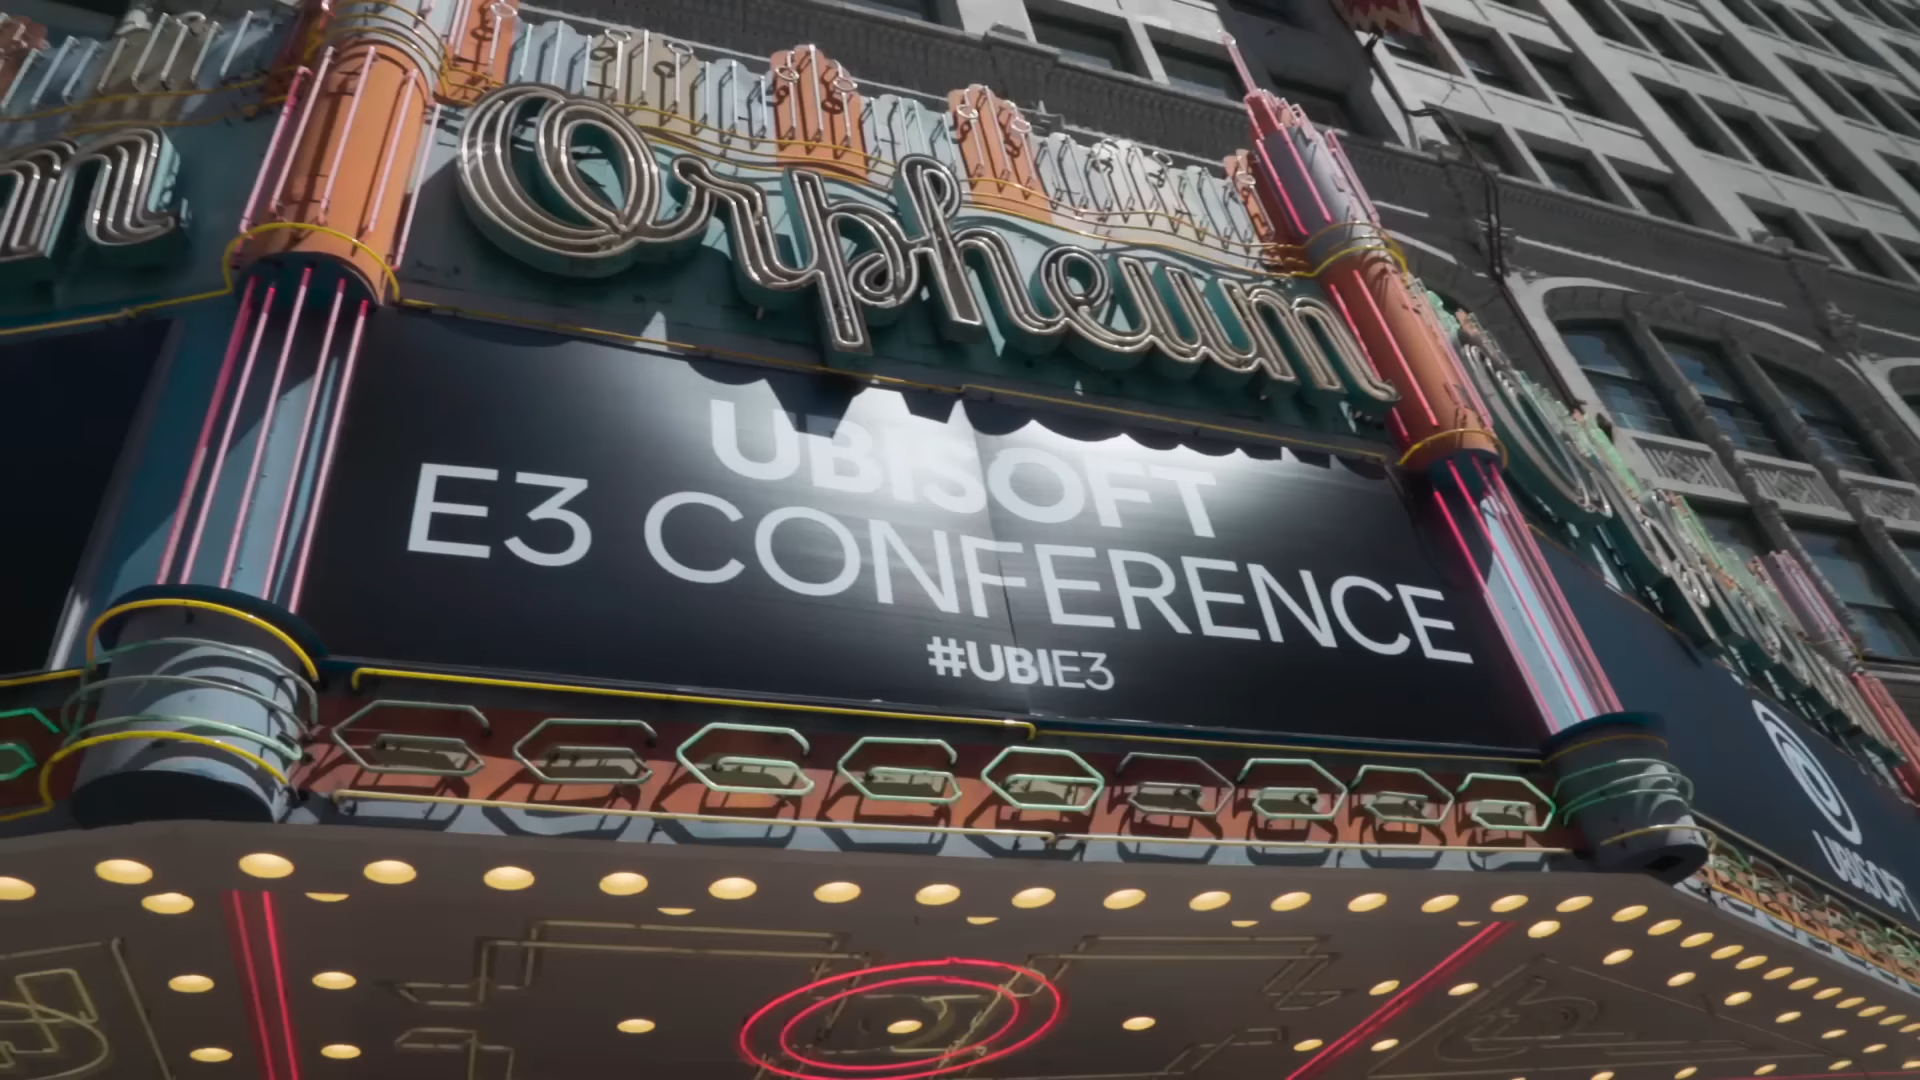 Orpheum
UBISOFT
E3 CONFERENCE
#UBIE3
UBISOFT